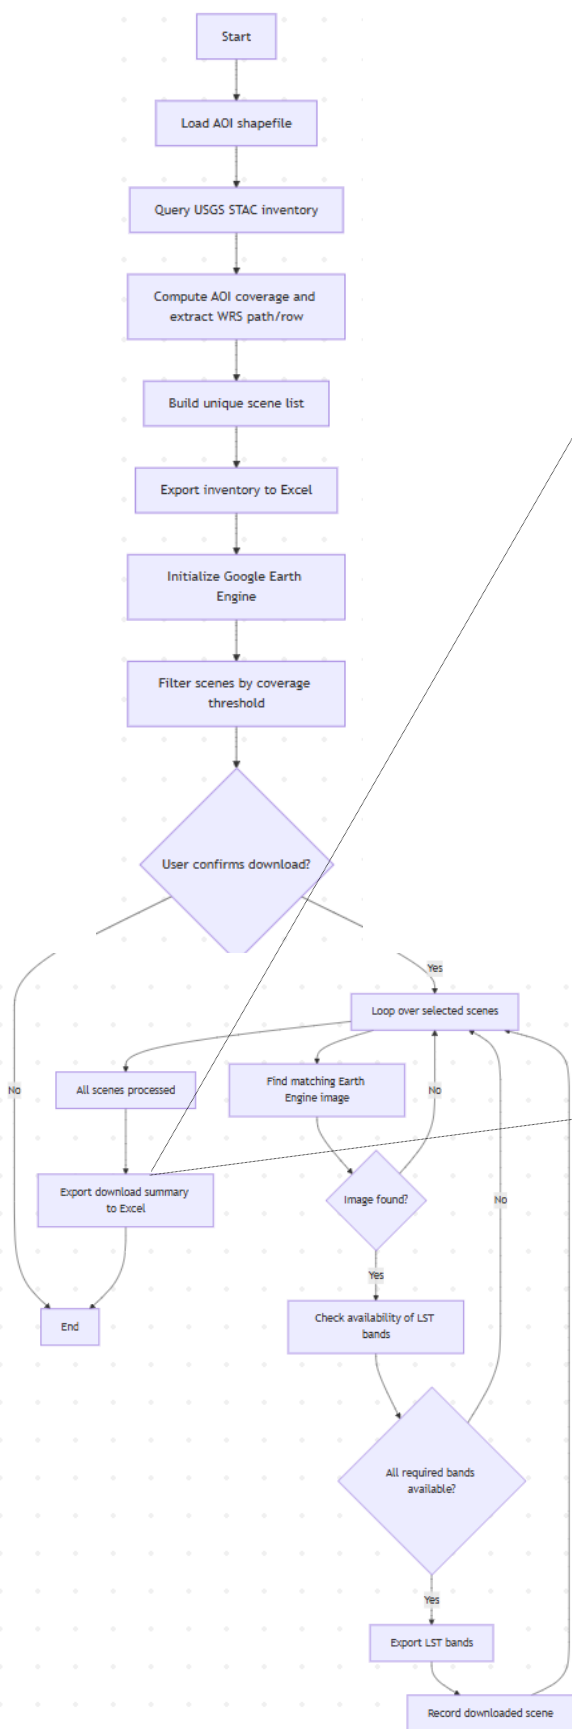 Start
Load AOI shapefile
Query USGS STAC inventory
Compute AOI coverage and
extract WRS path/row
Build unique scene list
Export inventory to Excel
Initialize Google Earth
Engine
Filter scenes by coverage
threshold
User confirms download?
Yes
Loop over selected scenes
No
All scenes processed
Find matching Earth
Engine image
No
Export download summary
to Excel
Image found?
No
Yes
End
Check availability of LST
bands
All required bands
available?
Yes
Export LST bands
Record downloaded scene